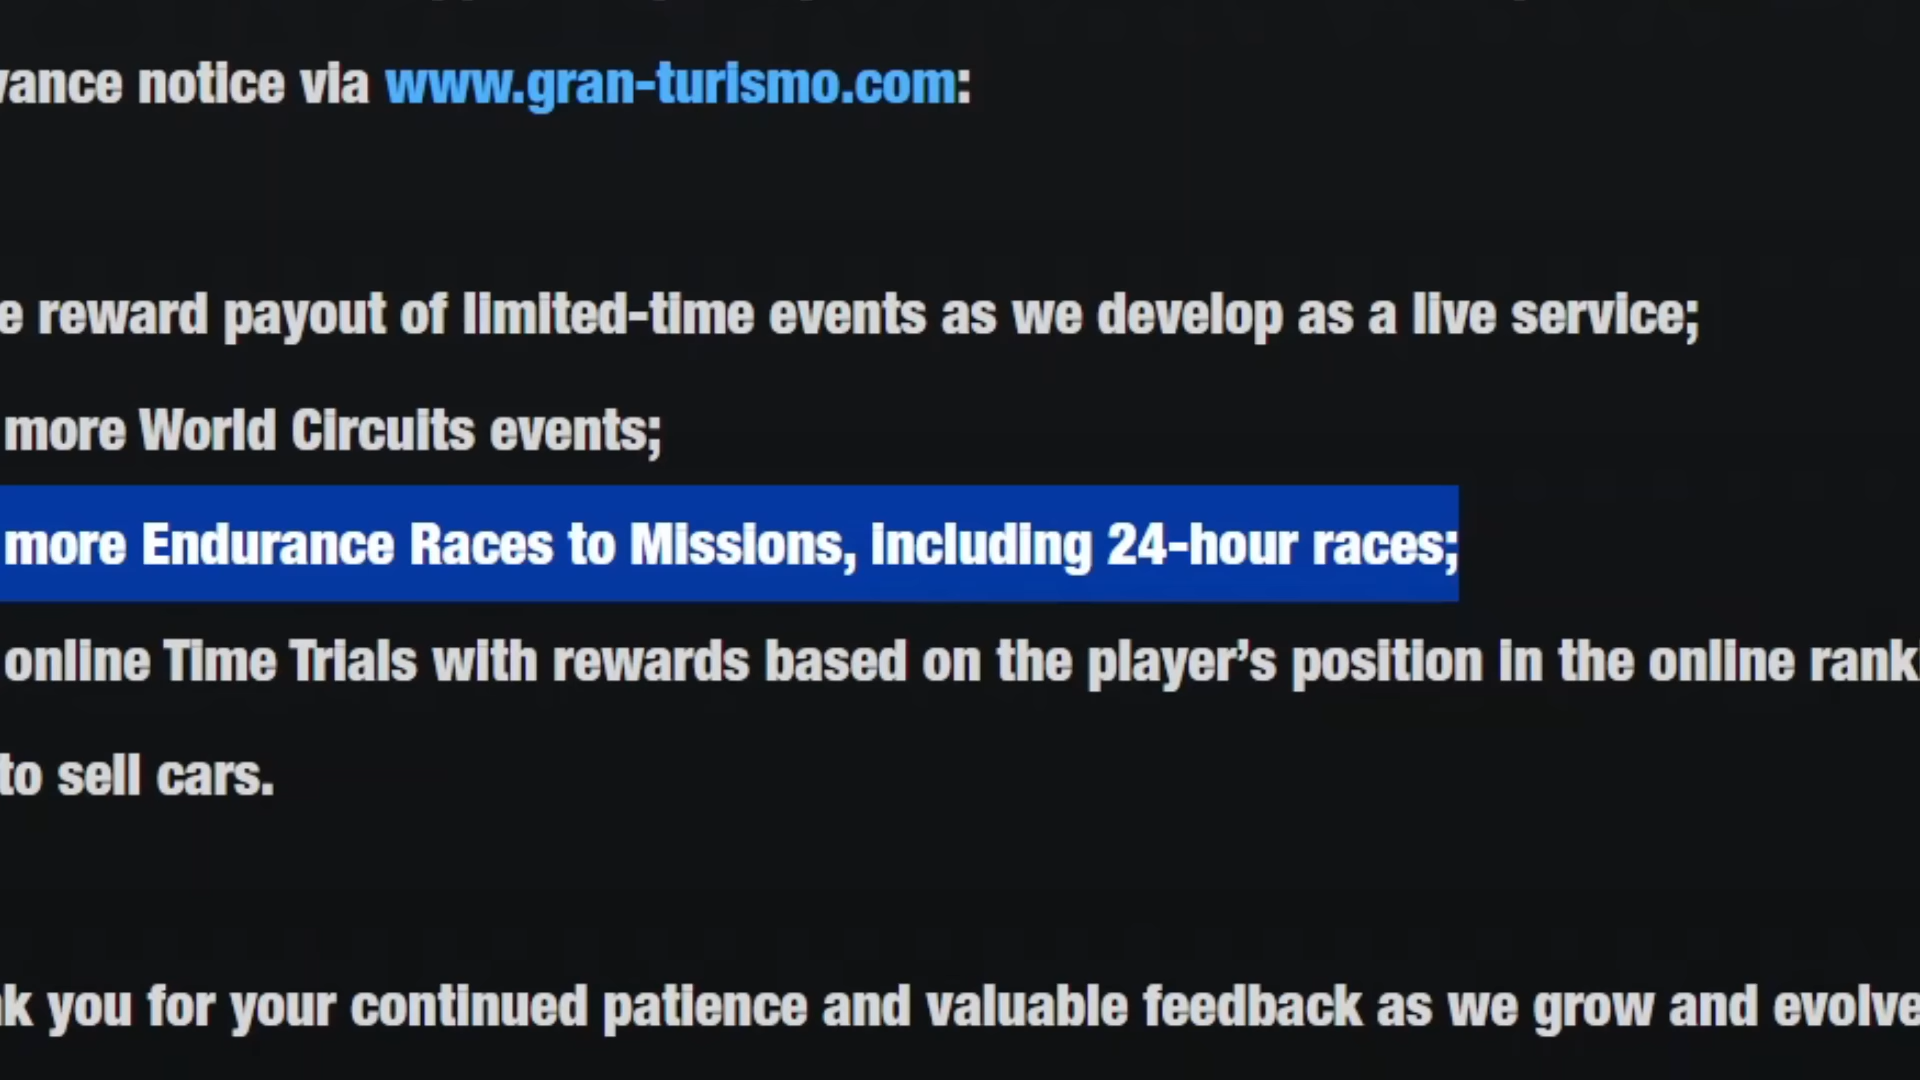 vance notice via www.gran-turismo.com:
e reward payout of limited-time events as we develop as a live service;
more World Circuits events;
more Endurance Races to Missions, including 24-hour races;
online Time Trials with rewards based on the player’s position in the online rank
to sell cars.
k you for your continued patience and valuable feedback as we grow and evolve